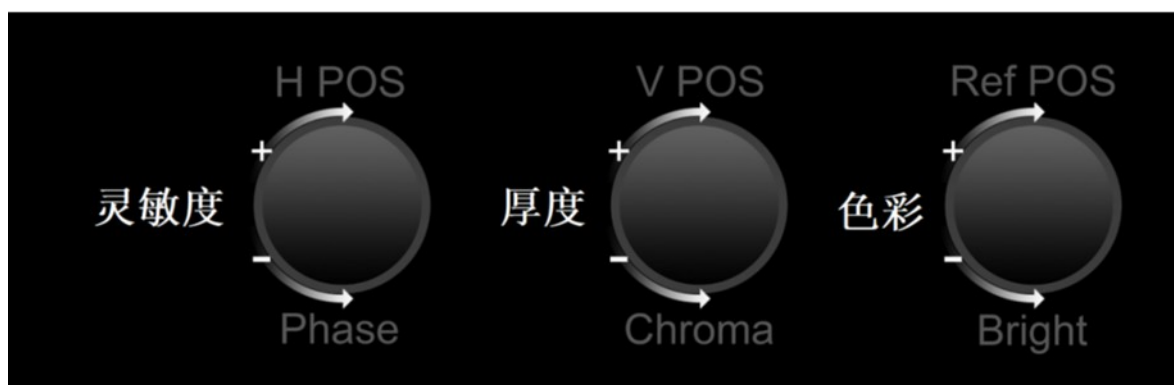 H POS V POS Ref POS
+ + +
灵敏度 厚度 色彩
- - -
Phase Chroma Bright